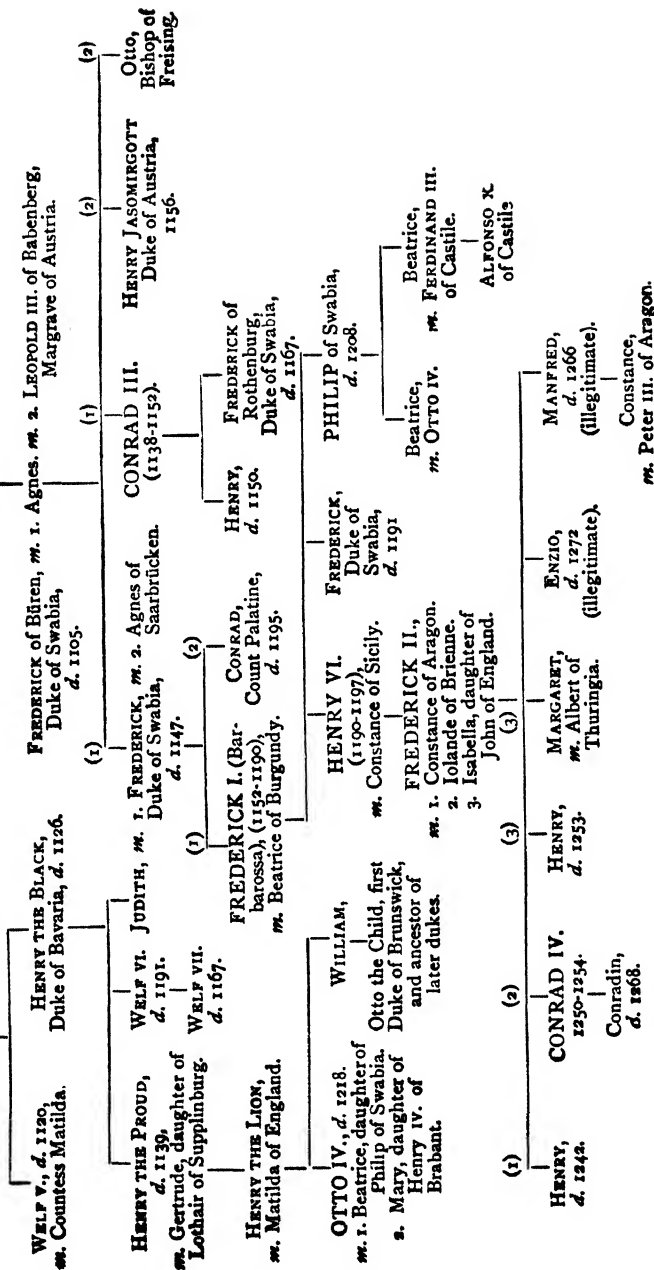 WELF V., d. 1120,
m. Countess Matilda.
HENRY THE BLACK,
Duke of Bavaria, d. 1126.
FREDERICK of Büren, m. 1. Agnes. m. 2. LEOPOLD III. of Babenberg,
Duke of Swabia,
d. 1105.
Margrave of Austria.
HENRY THE PROUD,
d. 1139,
m. Gertrude, daughter of
Lothair of Supplinburg.
WELF VI.
d. 1191.
WELF VII.
d. 1167.
(1)
JUDITH, m. 1. FREDERICK, m. 2. Agnes of
Duke of Swabia,
d. 1147.
Saarbrücken.
(1)
CONRAD III.
(1138-1152).
(2)
HENRY JASOMIRGOTT
Duke of Austria,
1156.
(2)
Otto,
Bishop of
Freising.
HENRY THE LION,
m. Matilda of England.
(1)
FREDERICK I. (Bar-
barossa), (1152-1190),
m. Beatrice of Burgundy.
(2)
CONRAD,
Count Palatine,
d. 1195.
HENRY,
d. 1150.
FREDERICK of
Rothenburg,
Duke of Swabia,
d. 1167.
OTTO IV., d. 1218.
m. 1. Beatrice, daughter of
Philip of Swabia.
2. Mary, daughter of
Henry IV. of
Brabant.
WILLIAM,
Otto the Child, first
Duke of Brunswick,
and ancestor of
later dukes.
HENRY VI.
(1190-1197),
m. Constance of Sicily.
FREDERICK,
Duke of
Swabia,
d. 1191
PHILIP of Swabia,
d. 1208.
FREDERICK II.,
m. 1. Constance of Aragon.
2. Iolande of Brienne.
3. Isabella, daughter of
John of England.
Beatrice,
m. OTTO IV.
Beatrice,
m. FERDINAND III.
of Castile.
ALFONSO X.
of Castile
(1)
HENRY,
d. 1242.
(2)
CONRAD IV.
1250-1254.
Conradin,
d. 1268.
(3)
HENRY,
d. 1253.
(3)
MARGARET,
m. Albert of
Thuringia.
ENZIO,
d. 1272
(illegitimate).
MANFRED,
d. 1266
(illegitimate).
Constance,
m. Peter III. of Aragon.